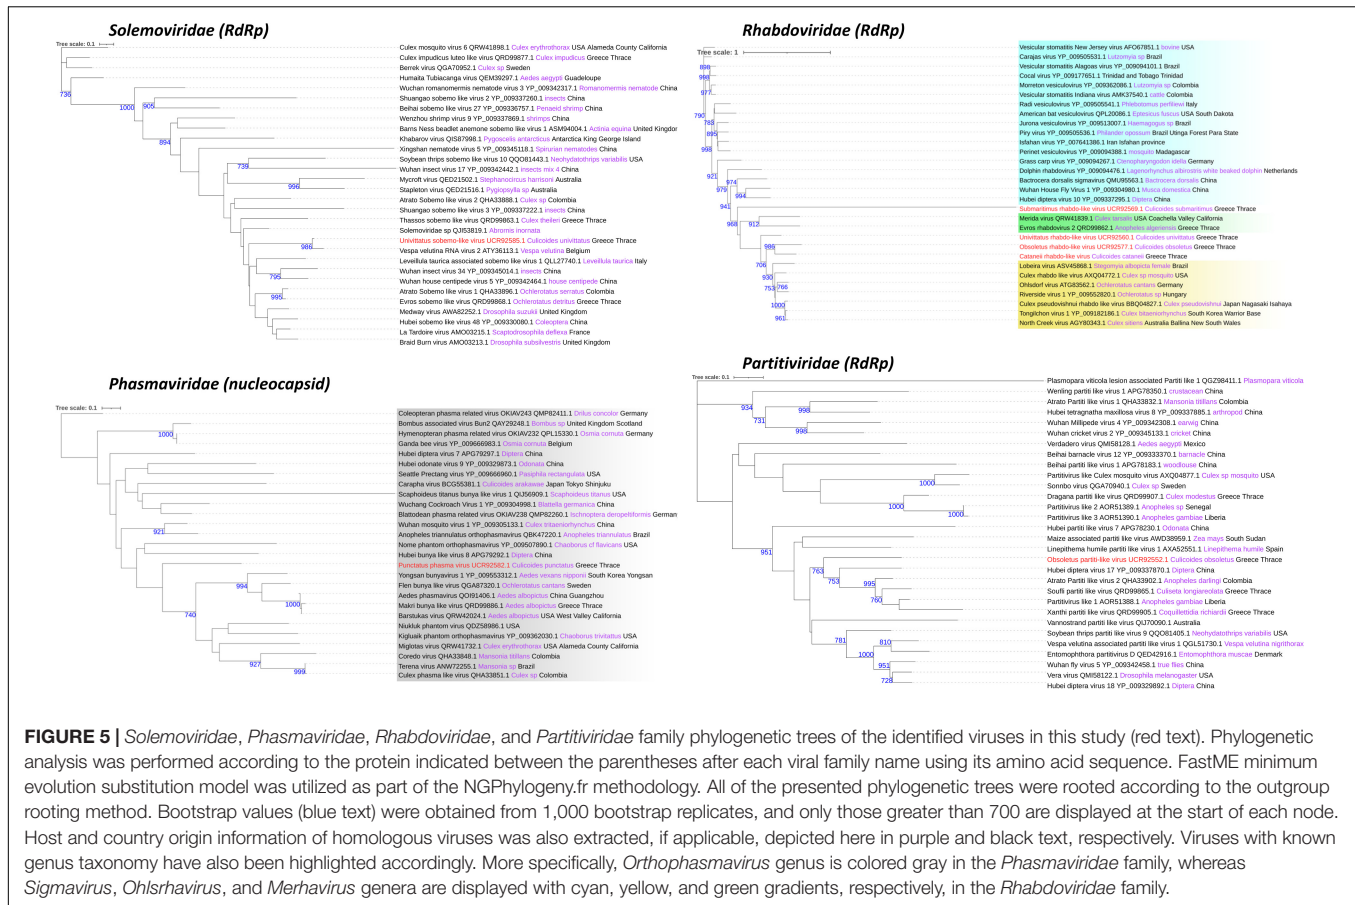 Solemoviridae (RdRp)
Tree scale: 0.1
Culex mosquito virus 6 QRW41898.1 Culex erythrothorax USA Alameda County California
Culex impudicus luteo like virus QRD99877.1 Culex impudicus Greece Thrace
Berrek virus QGA70952.1 Culex sp Sweden
Humaita Tubiacanga virus QEM39297.1 Aedes aegypti Guadeloupe
Wuchan romanomermis nematode virus 3 YP_009342317.1 Romanomermis nematode China
Shuangao sobemo like virus 2 YP_009337260.1 insects China
Beihai sobemo like virus 27 YP_009336757.1 Penaeid shrimp China
Wenzhou shrimp virus 9 YP_009337869.1 shrimps China
Barns Ness beadlet anemone sobemo like virus 1 ASM94004.1 Actinia equina United Kingdor
Khabarov virus QIS87998.1 Pygoscelis antarcticus Antarctica King George Island
Xingshan nematode virus 5 YP_009345118.1 Spirurian nematodes China
Soybean thrips sobemo like virus 10 QQO81443.1 Neohydatothrips variabilis USA
Wuhan insect virus 17 YP_009342442.1 insects mix 4 China
Mycroft virus QED21502.1 Stephanocircus harrisoni Australia
Stapleton virus QED21516.1 Pygiopsylla sp Australia
Atrato Sobemo like virus 2 QHA33888.1 Culex sp Colombia
Shuangao sobemo like virus 3 YP_009337222.1 insects China
Thassos sobemo like virus QRD99863.1 Culex theileri Greece Thrace
Solemoviridae sp QJI53819.1 Abromis inornata
Univittatus sobemo-like virus UCR92585.1 Culicoides univittatus Greece Thrace
Vespa velutina RNA virus 2 ATY36113.1 Vespa velutina Belgium
Leveillula taurica associated sobemo like virus 1 QLL27740.1 Leveillula taurica Italy
Wuhan insect virus 34 YP_009345014.1 insects China
Wuhan house centipede virus 5 YP_009342464.1 house centipede China
Atrato Sobemo like virus 1 QHA33896.1 Ochlerotatus serratus Colombia
Evros sobemo like virus QRD99868.1 Ochlerotatus detritus Greece Thrace
Medway virus AWA82252.1 Drosophila suzukii United Kingdom
Hubei sobemo like virus 48 YP_009330080.1 Coleoptera China
La Tardoire virus AMO03215.1 Scaptodrosophila deflexa France
Braid Burn virus AMO03213.1 Drosophila subsilvestris United Kingdom
736
1000
905
894
739
996
986
795
995
Rhabdoviridae (RdRp)
Tree scale: 1
Vesicular stomatitis New Jersey virus AFO67851.1 bovine USA
Carajas virus YP_009505531.1 Lutzomyia sp Brazil
Vesicular stomatitis Alagoas virus YP_009094101.1 Brazil
Cocal virus YP_009177651.1 Trinidad and Tobago Trinidad
Morreton vesiculovirus YP_009362086.1 Lutzomyia sp Colombia
Vesicular stomatitis Indiana virus AMK37540.1 cattle Colombia
Radi vesiculovirus YP_009505541.1 Phlebotomus perfiliewi Italy
American bat vesiculovirus QPL20086.1 Eptesicus fuscus USA South Dakota
Jurona vesiculovirus YP_009513007.1 Haemagogus sp Brazil
Piry virus YP_009505536.1 Philander opossum Brazil Utinga Forest Para State
Isfahan virus YP_007641386.1 Iran Isfahan province
Perinet vesiculovirus YP_009094388.1 mosquito Madagascar
Grass carp virus YP_009094267.1 Ctenopharyngodon idella Germany
Dolphin rhabdovirus YP_009094476.1 Lagenorhynchus albirostris white beaked dolphin Netherlands
Bactrocera dorsalis sigmavirus QMU95563.1 Bactrocera dorsalis China
Wuhan House Fly Virus 1 YP_009304980.1 Musca domestica China
Hubei diptera virus 10 YP_009337295.1 Diptera China
Submaritimus rhabdo-like virus UCR92569.1 Culicoides submaritimus Greece Thrace
Merida virus QRW41839.1 Culex tarsalis USA Coachella Valley California
Evros rhabdovirus 2 QRD99862.1 Anopheles algeriensis Greece Thrace
Univittatus rhabdo-like virus UCR92560.1 Culicoides univittatus Greece Thrace
Obsoletus rhabdo-like virus UCR92577.1 Culicoides obsoletus Greece Thrace
Cataneii rhabdo-like virus Culicoides cataneii Greece Thrace
Lobeira virus ASV45868.1 Stegomyia albopicta female Brazil
Culex rhabdo like virus AXQ04772.1 Culex sp mosquito USA
Ohlsdorf virus ATG83562.1 Ochlerotatus cantans Germany
Riverside virus 1 YP_009552820.1 Ochlerotatus sp Hungary
Culex pseudovishnui rhabdo like virus BBQ04827.1 Culex pseudovishnui Japan Nagasaki Isahaya
Tongilchon virus 1 YP_009182186.1 Culex bitaeniorhynchus South Korea Warrior Base
North Creek virus AGY80343.1 Culex sitiens Australia Ballina New South Wales
898
998
977
790
783
895
998
921
974
979
994
941
968
912
986
706
930
753
766
1000
961
Phasmaviridae (nucleocapsid)
Tree scale: 0.1
Coleopteran phasma related virus OKIAV243 QMP82411.1 Drilus concolor Germany
Bombus associated virus Bun2 QAY29248.1 Bombus sp United Kingdom Scotland
Hymenopteran phasma related virus OKIAV232 QPL15330.1 Osmia cornuta Germany
Ganda bee virus YP_009666983.1 Osmia cornuta Belgium
Hubei diptera virus 7 APG79297.1 Diptera China
Hubei odonate virus 9 YP_009329873.1 Odonata China
Seattle Prectang virus YP_009666960.1 Pasiphila rectangulata USA
Carapha virus BCG55381.1 Culicoides arakawae Japan Tokyo Shinjuku
Scaphoideus titanus bunya like virus 1 QIJ56909.1 Scaphoideus titanus USA
Wuchang Cockroach Virus 1 YP_009304998.1 Blattella germanica China
Blattodean phasma related virus OKIAV238 QMP82260.1 Ischnoptera deropeltiformis German
Wuhan mosquito virus 1 YP_009305133.1 Culex tritaeniorhynchus China
Anopheles triannulatus orthophasmavirus QBK47220.1 Anopheles triannulatus Brazil
Nome phantom orthophasmavirus YP_009507890.1 Chaoborus cf flavicans USA
Hubei bunya like virus 8 APG79292.1 Diptera China
Punctatus phasma virus UCR92582.1 Culicoides punctatus Greece Thrace
Yongsan bunyavirus 1 YP_009553312.1 Aedes vexans nipponii South Korea Yongsan
Flen bunya like virus QGA87320.1 Ochlerotatus cantans Sweden
Aedes phasmavirus QOI91406.1 Aedes albopictus China Guangzhou
Makri bunya like virus QRD99886.1 Aedes albopictus Greece Thrace
Barstukas virus QRW42024.1 Aedes albopictus USA West Valley California
Niukluk phantom virus QDZ58986.1 USA
Kigluaik phantom orthophasmavirus YP_009362030.1 Chaoborus trivittatus USA
Miglotas virus QRW41732.1 Culex erythrothorax USA Alameda County California
Coredo virus QHA33848.1 Mansonia titillans Colombia
Terena virus ANW72255.1 Mansonia sp Brazil
Culex phasma like virus QHA33851.1 Culex sp Colombia
1000
921
994
1000
740
927
999
Partitiviridae (RdRp)
Tree scale: 0.1
Plasmopara viticola lesion associated Partiti like 1 QGZ98411.1 Plasmopara viticola
Wenling partiti like virus 1 APG78350.1 crustacean China
Atrato Partiti like virus 1 QHA33832.1 Mansonia titillans Colombia
Hubei tetragnatha maxillosa virus 8 YP_009337885.1 arthropod China
Wuhan Millipede virus 4 YP_009342308.1 earwig China
Wuhan cricket virus 2 YP_009345133.1 cricket China
Verdadero virus QMI58128.1 Aedes aegypti Mexico
Beihai barnacle virus 12 YP_009333370.1 barnacle China
Beihai partiti like virus 1 APG78183.1 woodlouse China
Partitivirus like Culex mosquito virus AXQ04877.1 Culex sp mosquito USA
Sonnbo virus QGA70940.1 Culex sp Sweden
Dragana partiti like virus QRD99907.1 Culex modestus Greece Thrace
Partitivirus like 2 AOR51389.1 Anopheles sp Senegal
Partitivirus like 3 AOR51390.1 Anopheles gambiae Liberia
Hubei partiti like virus 7 APG78230.1 Odonata China
Maize associated partiti like virus AWD38959.1 Zea mays South Sudan
Linepithema humile partiti like virus 1 AXA52551.1 Linepithema humile Spain
Obsoletus partiti-like virus UCR92552.1 Culicoides obsoletus Greece Thrace
Hubei diptera virus 17 YP_009337870.1 Diptera China
Atrato Partiti like virus 2 QHA33902.1 Anopheles darlingi Colombia
Soufli partiti like virus QRD99865.1 Culiseta longiareolata Greece Thrace
Partitivirus like 1 AOR51388.1 Anopheles gambiae Liberia
Xanthi partiti like virus QRD99905.1 Coquillettidia richiardii Greece Thrace
Vannostrand partiti like virus QIJ70090.1 Australia
Soybean thrips partiti like virus 9 QQO81405.1 Neohydatothrips variabilis USA
Vespa velutina associated partiti like virus 1 QGL51730.1 Vespa velutina nigrithorax
Entomophthora partitivirus D QED42916.1 Entomophthora muscae Denmark
Wuhan fly virus 5 YP_009342458.1 true flies China
Vera virus QMI58122.1 Drosophila melanogaster USA
Hubei diptera virus 18 YP_009329892.1 Diptera China
934
731
998
998
1000
1000
1000
951
763
753
995
760
781
810
1000
951
728
FIGURE 5 | Solemoviridae, Phasmaviridae, Rhabdoviridae, and Partitiviridae family phylogenetic trees of the identified viruses in this study (red text). Phylogenetic
analysis was performed according to the protein indicated between the parentheses after each viral family name using its amino acid sequence. FastME minimum
evolution substitution model was utilized as part of the NGPhylogeny.fr methodology. All of the presented phylogenetic trees were rooted according to the outgroup
rooting method. Bootstrap values (blue text) were obtained from 1,000 bootstrap replicates, and only those greater than 700 are displayed at the start of each node.
Host and country origin information of homologous viruses was also extracted, if applicable, depicted here in purple and black text, respectively. Viruses with known
genus taxonomy have also been highlighted accordingly. More specifically, Orthophasmavirus genus is colored gray in the Phasmaviridae family, whereas
Sigmavirus, Ohlsrhavirus, and Merhavirus genera are displayed with cyan, yellow, and green gradients, respectively, in the Rhabdoviridae family.